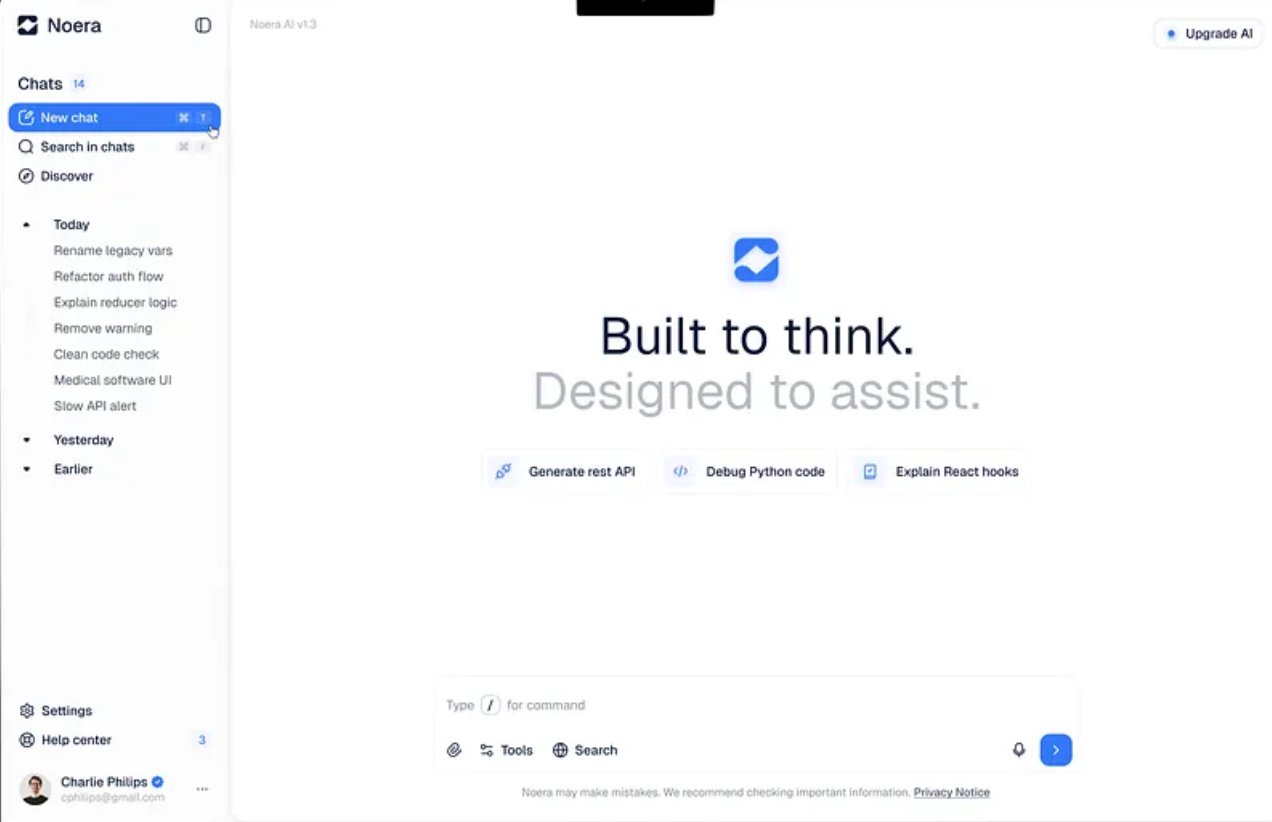 Noera
Noera AI v1.3
Upgrade AI
Chats 14
New chat ⌘ T
Search in chats ⌘
Discover
Today
Rename legacy vars
Refactor auth flow
Explain reducer logic
Remove warning
Clean code check
Medical software UI
Slow API alert
Yesterday
Earlier
Built to think.
Designed to assist.
Generate rest API
Debug Python code
Explain React hooks
Type / for command
Tools
Search
Noera may make mistakes. We recommend checking important information. Privacy Notice
Settings
Help center 3
Charlie Philips
cphilips@gmail.com